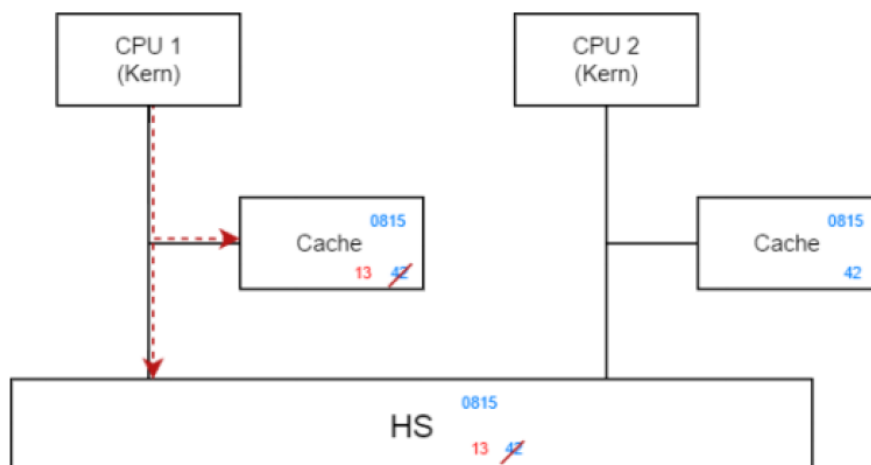 CPU 1
(Kern)
CPU 2
(Kern)
0815
Cache
13 42
0815
Cache
42
0815
HS
13 42